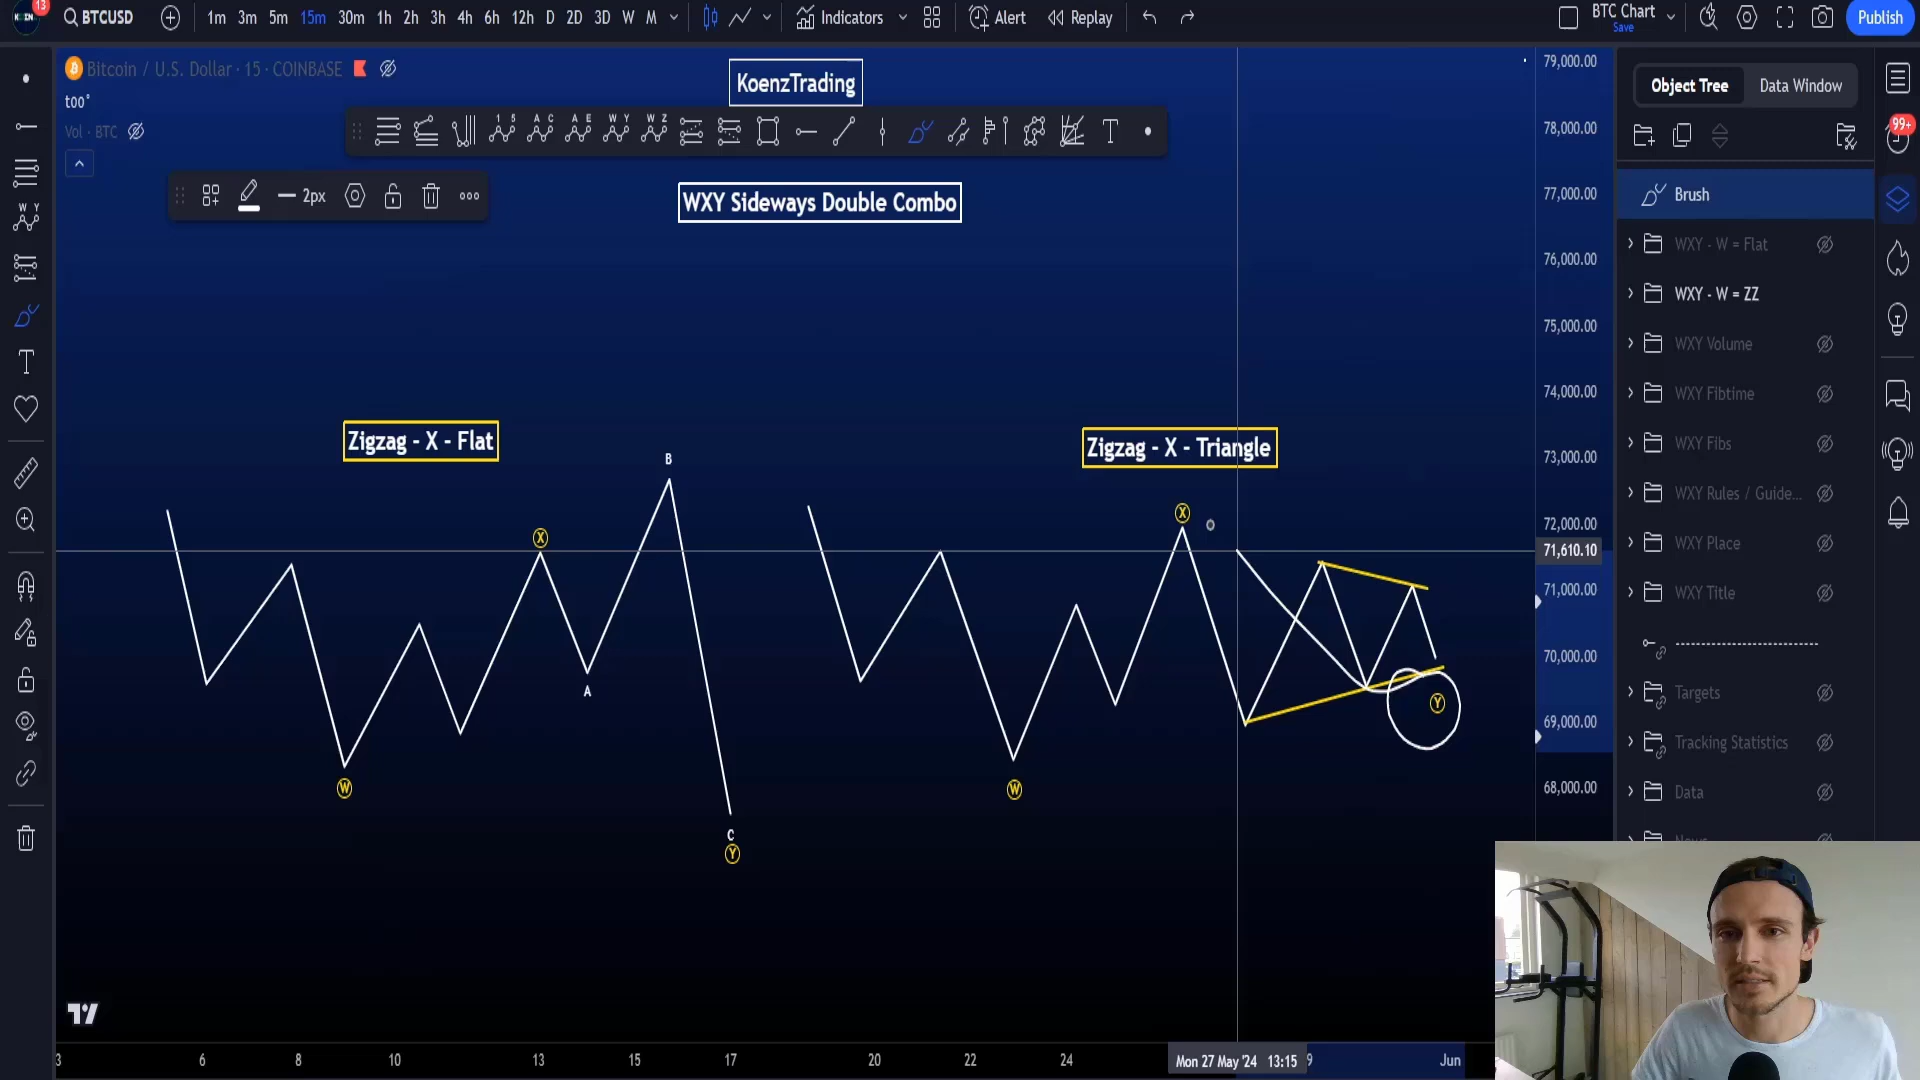 13
BTCUSD
1m 3m 5m 15m 30m 1h 2h 3h 4h 6h 12h D 2D 3D W M
Indicators
Alert
Replay
BTC Chart
Save
Publish
Bitcoin / U.S. Dollar · 15 · COINBASE
too*
Vol · BTC
KoenzTrading
1 5
A C
A E
W Y
W Z
2px
WXY Sideways Double Combo
Zigzag - X - Flat
Zigzag - X - Triangle
X
B
A
W
C
Y
X
W
Y
79,000.00
78,000.00
77,000.00
76,000.00
75,000.00
74,000.00
73,000.00
72,000.00
71,610.10
71,000.00
70,000.00
69,000.00
68,000.00
3 6 8 10 13 15 17 20 22 24 Mon 27 May '24 13:15 9 Jun
Object Tree
Data Window
99+
Brush
WXY - W = Flat
WXY - W = ZZ
WXY Volume
WXY Fibtime
WXY Fibs
WXY Rules / Guide...
WXY Place
WXY Title
--------------------
Targets
Tracking Statistics
Data
W Y
T
T